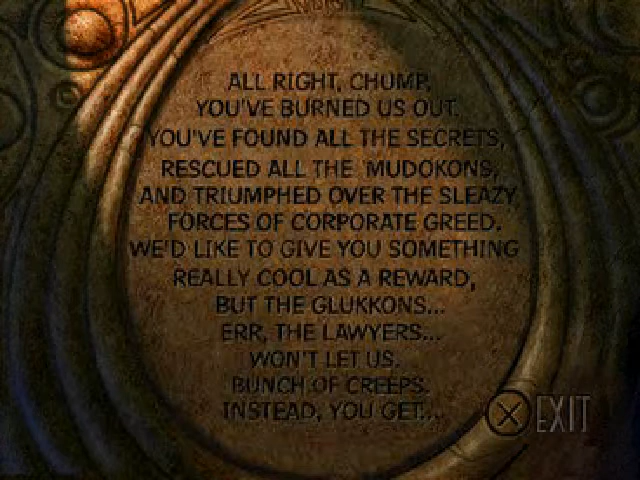 ALL RIGHT, CHUMP,
YOU'VE BURNED US OUT.
YOU'VE FOUND ALL THE SECRETS,
RESCUED ALL THE MUDOKONS,
AND TRIUMPHED OVER THE SLEAZY
FORCES OF CORPORATE GREED.
WE'D LIKE TO GIVE YOU SOMETHING
REALLY COOL AS A REWARD,
BUT THE GLUKKONS...
ERR, THE LAWYERS...
WON'T LET US.
BUNCH OF CREEPS.
INSTEAD, YOU GET...
EXIT